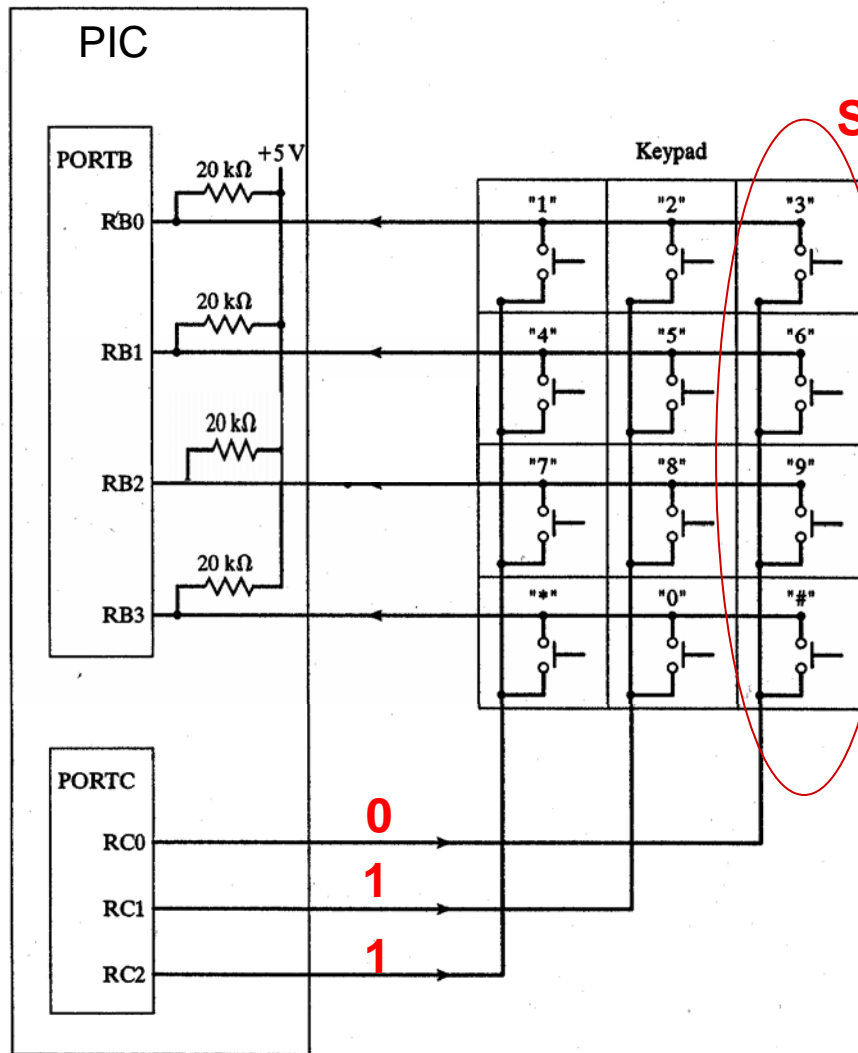 PIC
S
Keypad
PORTB
+5 V
20 kΩ
RB0
"1" "2" "3"
20 kΩ
RB1
"4" "5" "6"
20 kΩ
RB2
"7" "8" "9"
20 kΩ
RB3
"*" "0" "#"
PORTC
0
RC0
1
RC1
1
RC2